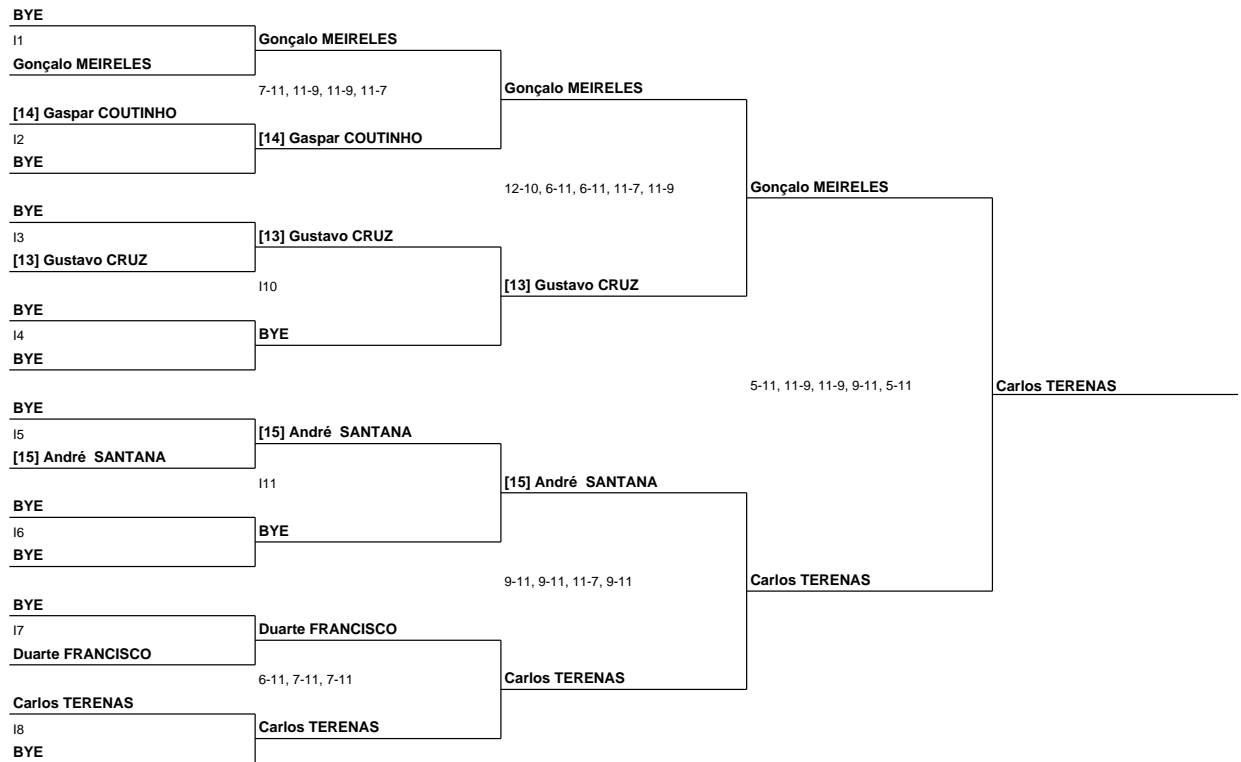 BYE
I1
Gonçalo MEIRELES
Gonçalo MEIRELES
7-11, 11-9, 11-9, 11-7
Gonçalo MEIRELES
[14] Gaspar COUTINHO
I2
[14] Gaspar COUTINHO
BYE
12-10, 6-11, 6-11, 11-7, 11-9
Gonçalo MEIRELES
BYE
I3
[13] Gustavo CRUZ
[13] Gustavo CRUZ
I10
[13] Gustavo CRUZ
BYE
I4
BYE
BYE
5-11, 11-9, 11-9, 9-11, 5-11
Carlos TERENAS
BYE
I5
[15] André  SANTANA
[15] André  SANTANA
I11
[15] André  SANTANA
BYE
I6
BYE
BYE
9-11, 9-11, 11-7, 9-11
Carlos TERENAS
BYE
I7
Duarte FRANCISCO
Duarte FRANCISCO
6-11, 7-11, 7-11
Carlos TERENAS
Carlos TERENAS
I8
Carlos TERENAS
BYE